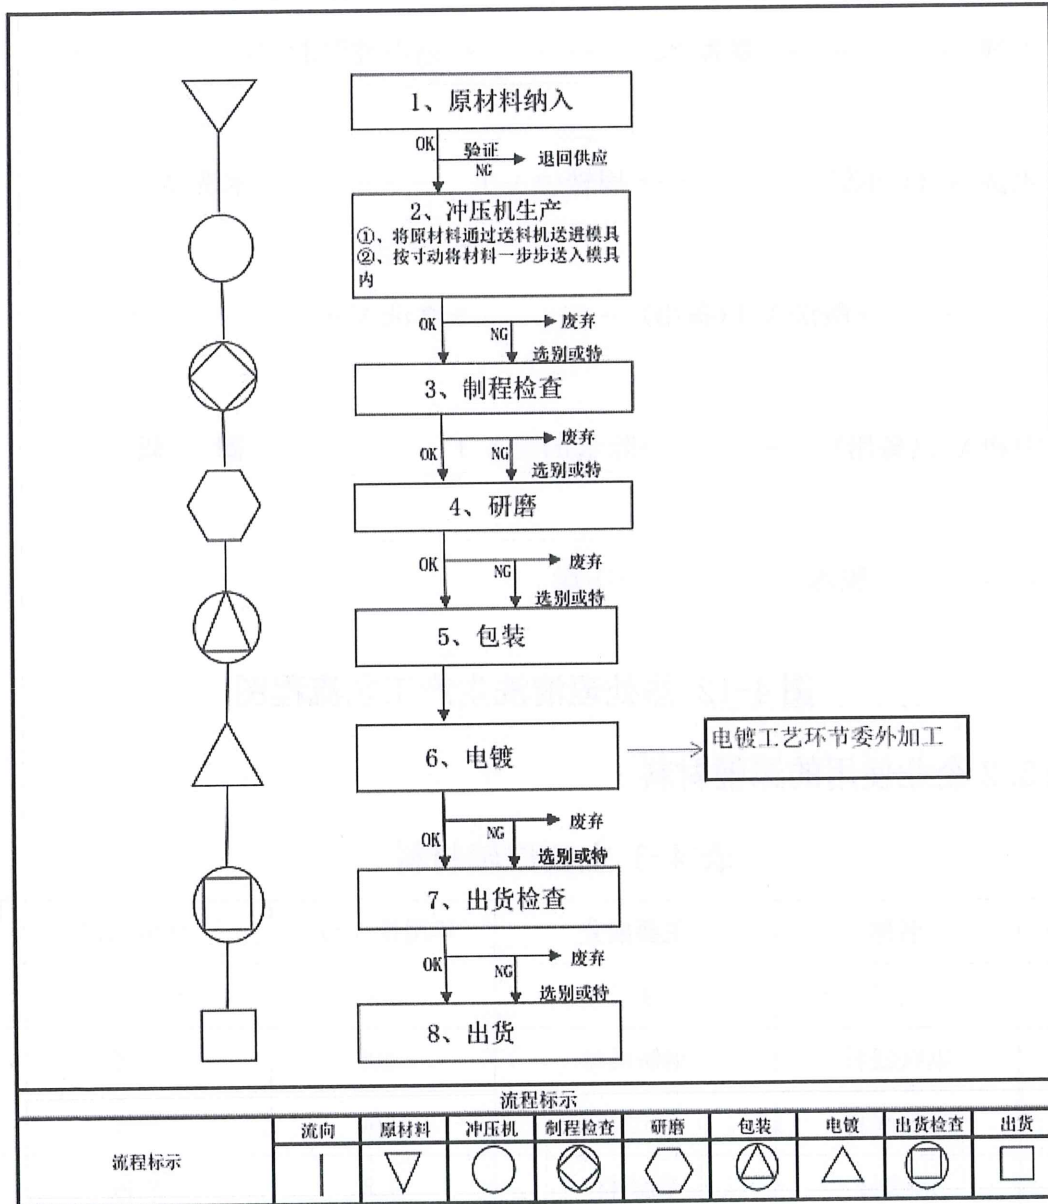 1、原材料纳入
OK
验证
NG
退回供应
2、冲压机生产
①、将原材料通过送料机送进模具
②、按寸动将材料一步步送入模具
内
OK
NG
废弃
选别或特
3、制程检查
OK
NG
废弃
选别或特
4、研磨
OK
NG
废弃
选别或特
5、包装
6、电镀
电镀工艺环节委外加工
OK
NG
废弃
选别或特
7、出货检查
OK
NG
废弃
选别或特
8、出货
流程标示
流程标示
流向 原材料 冲压机 制程检查 研磨 包装 电镀 出货检查 出货